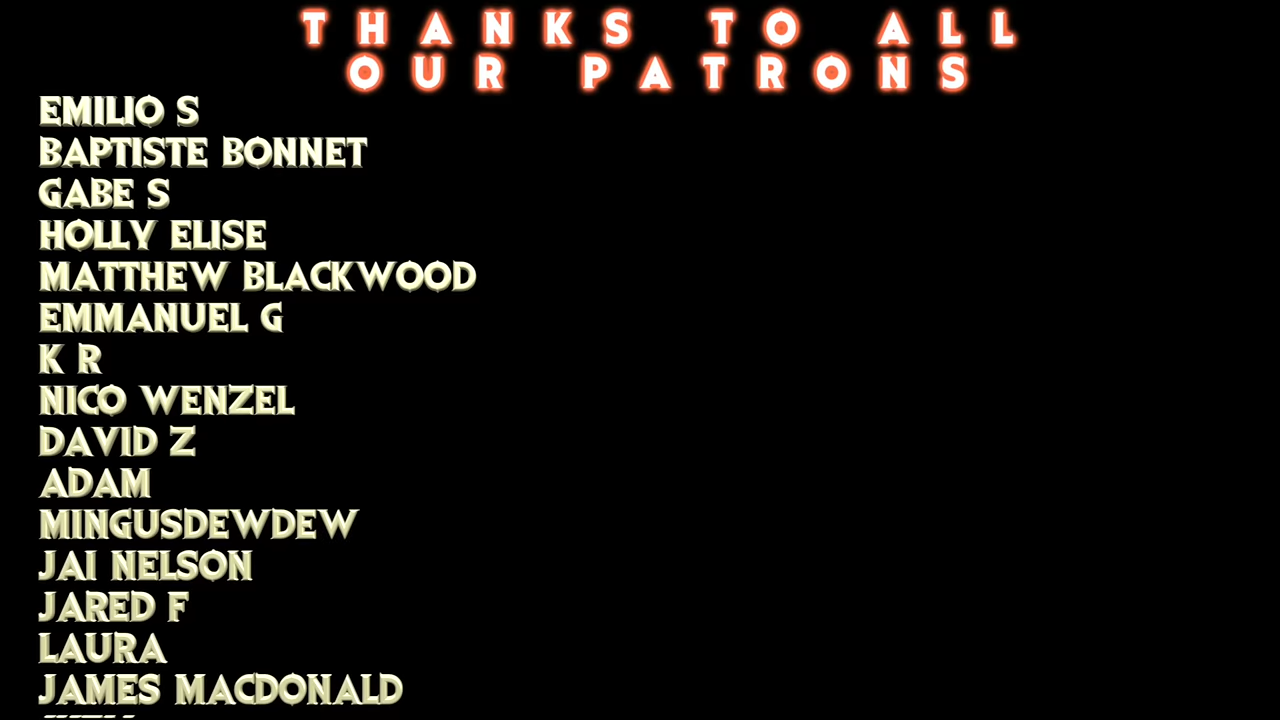 THANKS TO ALL
OUR PATRONS
EMILIO S
BAPTISTE BONNET
GABE S
HOLLY ELISE
MATTHEW BLACKWOOD
EMMANUEL G
K R
NICO WENZEL
DAVID Z
ADAM
MINGUSDEWDEW
JAI NELSON
JARED F
LAURA
JAMES MACDONALD